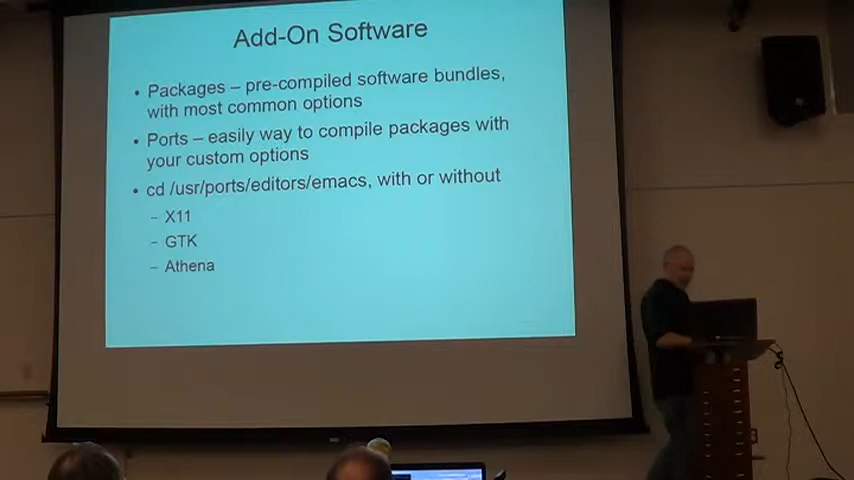 Add-On Software
• Packages – pre-compiled software bundles,
with most common options
• Ports – easily way to compile packages with
your custom options
• cd /usr/ports/editors/emacs, with or without
– X11
– GTK
– Athena